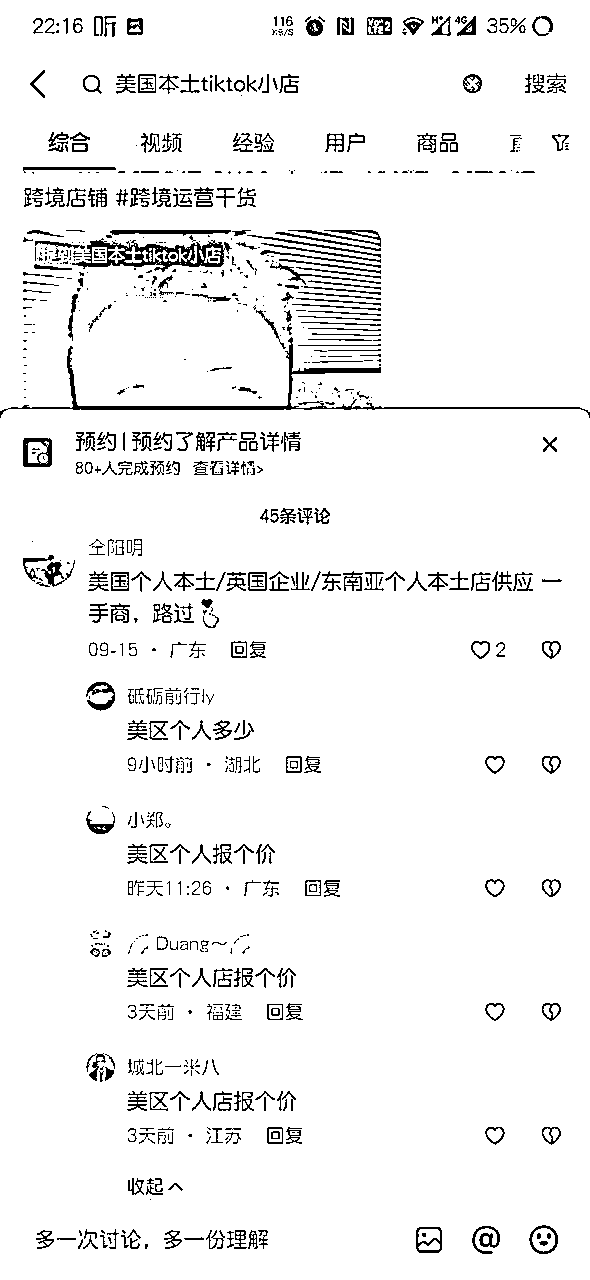 22:16 听 116 KB/S HD 4G 35%
美国本土tiktok小店 搜索
综合 视频 经验 用户 商品
跨境店铺 #跨境运营干货
美国本土tiktok小店
预约 | 预约了解产品详情
80+人完成预约 查看详情>
45条评论
全阳明
美国个人本土/英国企业/东南亚个人本土店供应 一
手商，路过
09-15 · 广东 回复 2
砥砺前行ly
美区个人多少
9小时前 · 湖北 回复
小郑。
美区个人报个价
昨天11:26 · 广东 回复
Duang～
美区个人店报个价
3天前 · 福建 回复
城北一米八
美区个人店报个价
3天前 · 江苏 回复
收起
多一次讨论，多一份理解